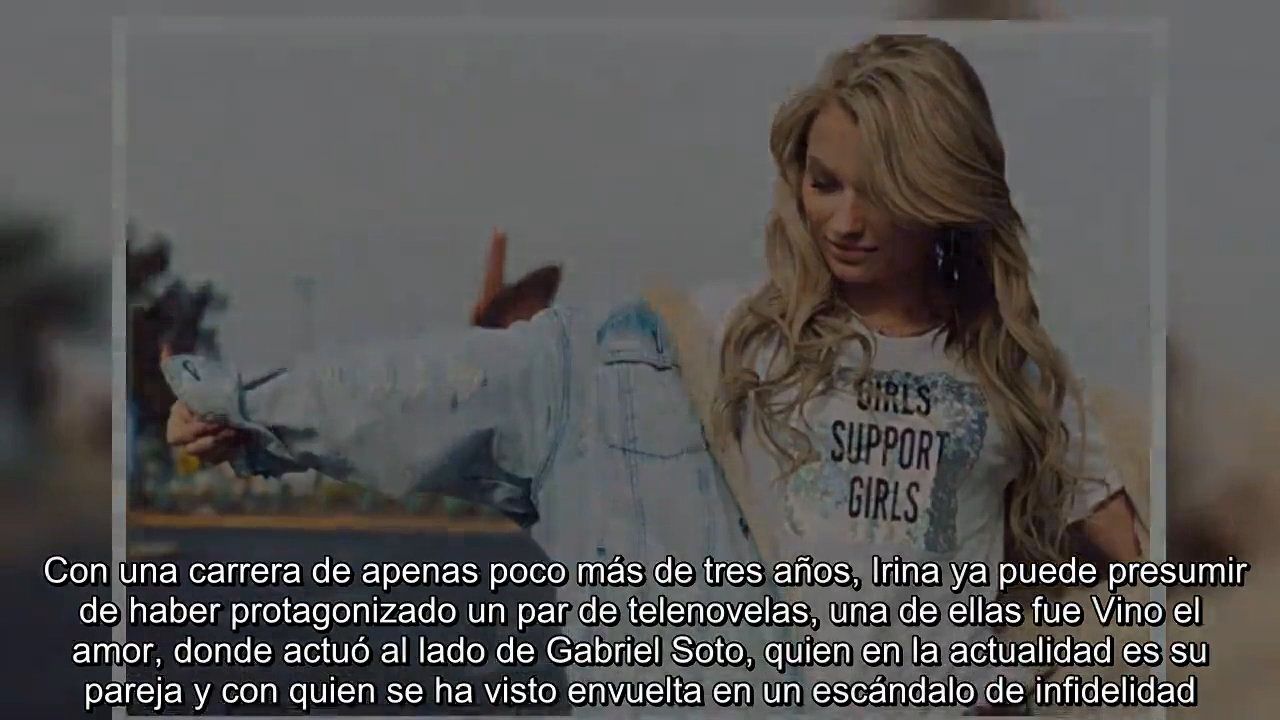 GIRLS
SUPPORT
GIRLS
Con una carrera de apenas poco más de tres años, Irina ya puede presumir
de haber protagonizado un par de telenovelas, una de ellas fue Vino el
amor, donde actuó al lado de Gabriel Soto, quien en la actualidad es su
pareja y con quien se ha visto envuelta en un escándalo de infidelidad